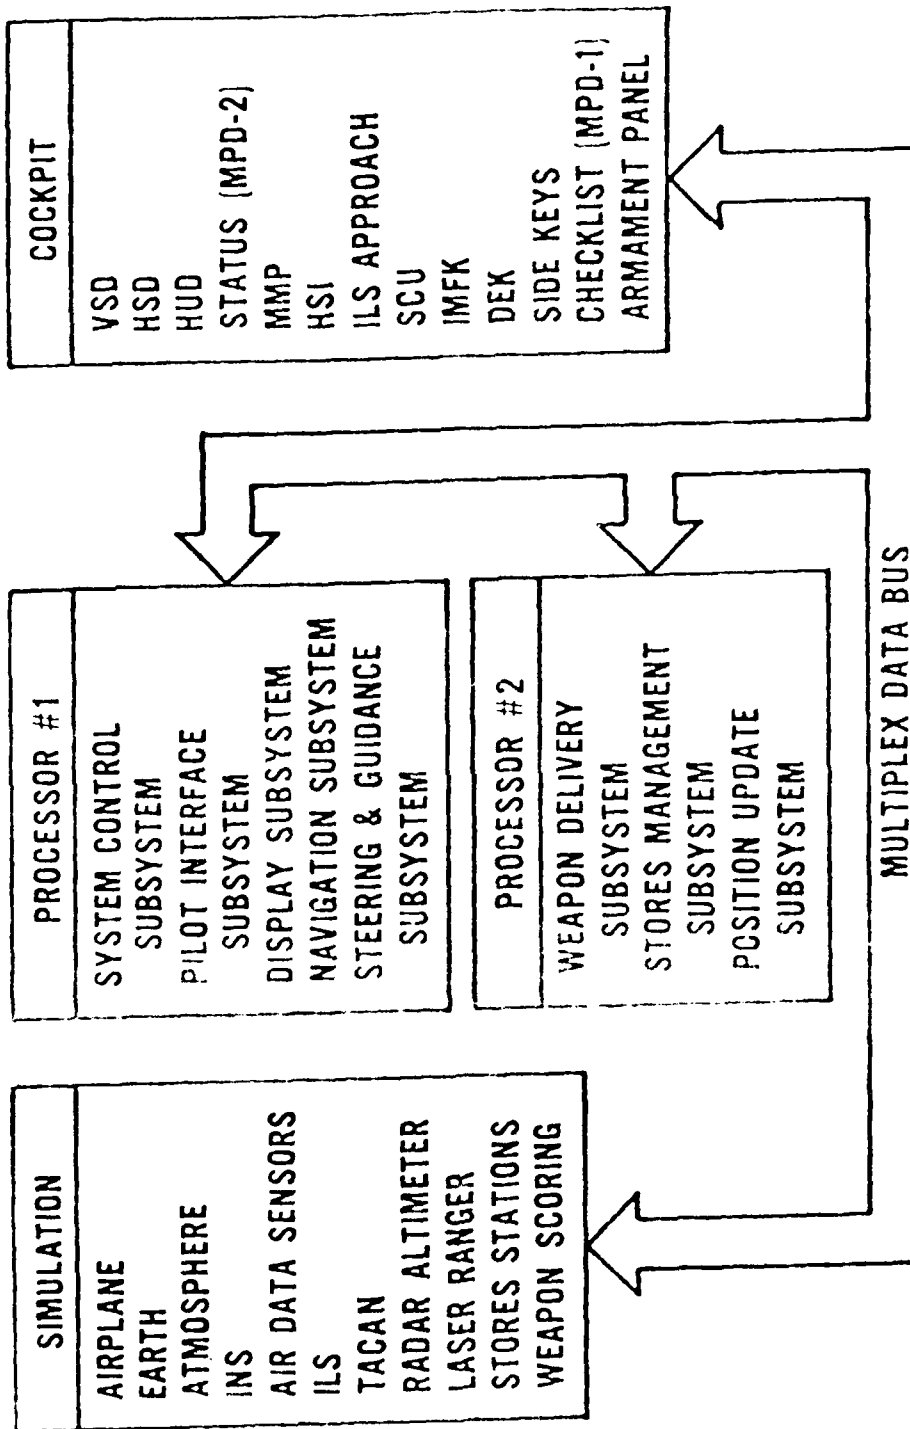 SIMULATION
AIRPLANE
EARTH
ATMOSPHERE
INS
AIR DATA SENSORS
ILS
TACAN
RADAR ALTIMETER
LASER RANGER
STORES STATIONS
WEAPON SCORING
PROCESSOR #1
SYSTEM CONTROL
SUBSYSTEM
PILOT INTERFACE
SUBSYSTEM
DISPLAY SUBSYSTEM
NAVIGATION SUBSYSTEM
STEERING & GUIDANCE
SUBSYSTEM
PROCESSOR #2
WEAPON DELIVERY
SUBSYSTEM
STORES MANAGEMENT
SUBSYSTEM
POSITION UPDATE
SUBSYSTEM
COCKPIT
VSD
HSD
HUD
STATUS (MPD-2)
MMP
HSI
ILS APPROACH
SCU
IMFK
DEK
SIDE KEYS
CHECKLIST (MPD-1)
ARMAMENT PANEL
MULTIPLEX DATA BUS